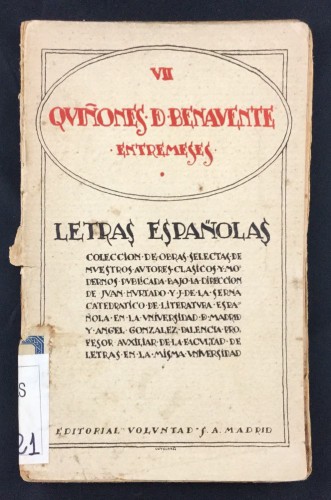 VII
QVIÑONES·D·BENAVENTE
·ENTREMESES·
LETRAS ESPAÑOLAS
COLECCION·DE·OBRAS·SELECTAS·DE
NVESTROS·AVTORES·CLASICOS·Y·MO-
DERNOS·PVBLICADA·BAJO·LA·DIRECCION
DE JVAN HVRTADO Y J·DE·LA·SERNA
CATEDRATICO·DE·LITERATVRA·ESPA-
ÑOLA·EN·LA·VNIVERSIDAD·D·MADRID
Y·ANGEL·GONZALEZ·PALENCIA·PRO-
FESOR·AVXILIAR·DE·LA·FACVLTAD·DE
LETRAS·EN·LA·MISMA·VNIVERSIDAD
EDITORIAL VOLVNTAD S. A. MADRID
S
21